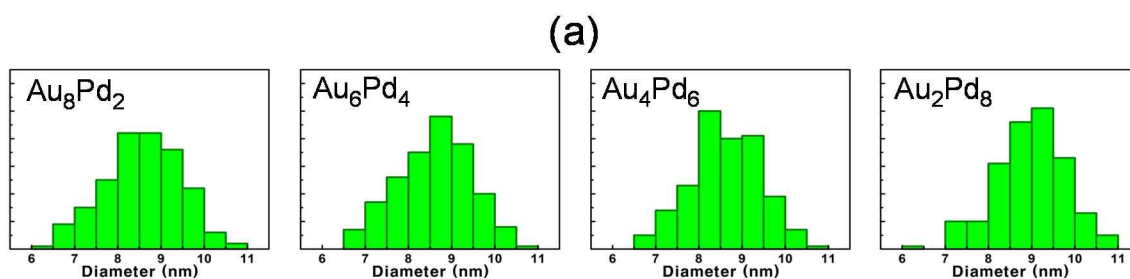 (a)
Au₈Pd₂
Au₆Pd₄
Au₄Pd₆
Au₂Pd₈
6 7 8 9 10 11
6 7 8 9 10 11
6 7 8 9 10 11
6 7 8 9 10 11
Diameter (nm)
Diameter (nm)
Diameter (nm)
Diameter (nm)